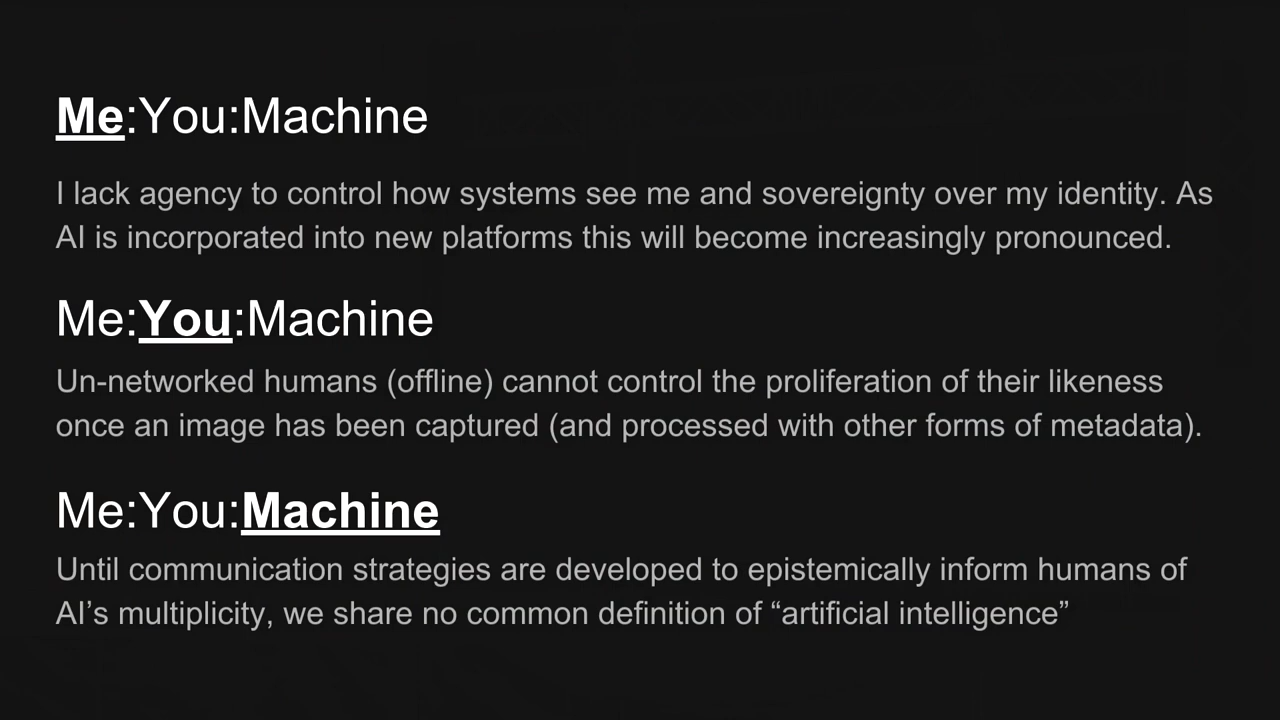 Me:You:Machine
I lack agency to control how systems see me and sovereignty over my identity. As
AI is incorporated into new platforms this will become increasingly pronounced.
Me:You:Machine
Un-networked humans (offline) cannot control the proliferation of their likeness
once an image has been captured (and processed with other forms of metadata).
Me:You:Machine
Until communication strategies are developed to epistemically inform humans of
AI’s multiplicity, we share no common definition of “artificial intelligence”